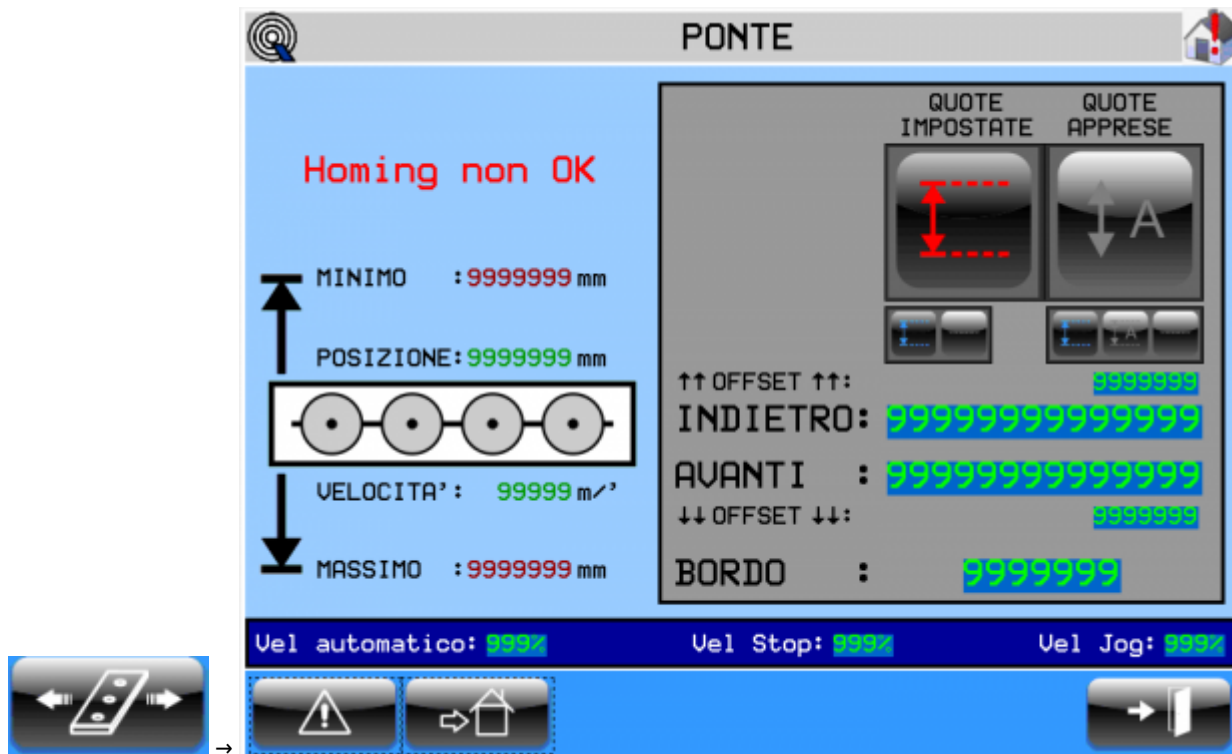 PONTE
Homing non OK
MINIMO :9999999 mm
POSIZIONE:9999999 mm
VELOCITA’: 99999 m/’
MASSIMO :9999999 mm
QUOTE IMPOSTATE
QUOTE APPRESE
A
A
↑↑ OFFSET ↑↑: 9999999
INDIETRO: 99999999999999
AVANTI : 99999999999999
↓↓ OFFSET ↓↓: 9999999
BORDO : 9999999
Vel automatico: 999% Vel Stop: 999% Vel Jog: 999%
→